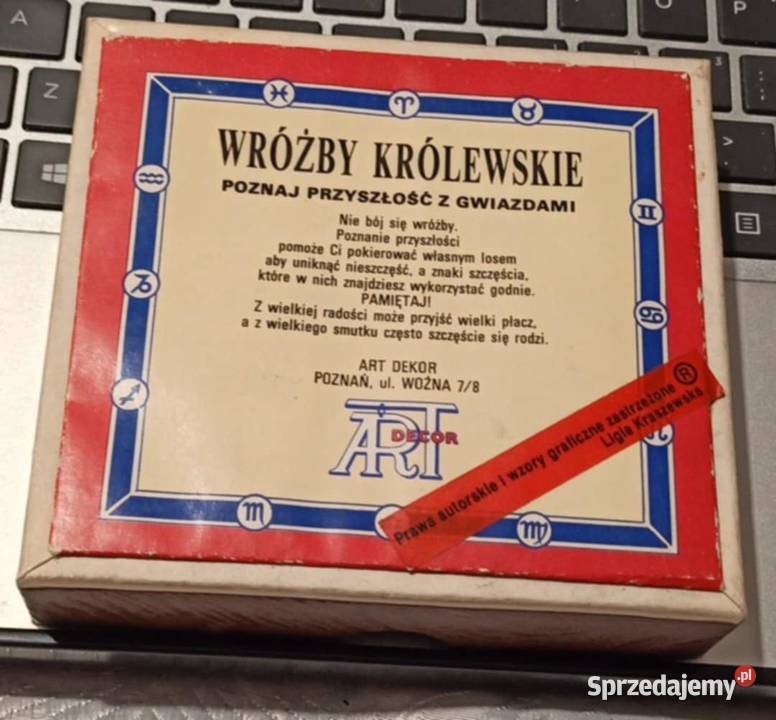 WRÓŻBY KRÓLEWSKIE
POZNAJ PRZYSZŁOŚĆ Z GWIAZDAMI
Nie bój się wróżby.
Poznanie przyszłości
pomoże Ci pokierować własnym losem
aby uniknąć nieszczęść, a znaki szczęścia,
które w nich znajdziesz wykorzystać godnie.
PAMIĘTAJ!
Z wielkiej radości może przyjść wielki płacz,
a z wielkiego smutku często szczęście się rodzi.
ART DEKOR
POZNAŃ, ul. WOŹNA 7/8
ART
DECOR
Prawa autorskie i wzory graficzne zastrzeżone ®
Ligia Kraszewska
A
Z
O
P
L
Sprzedajemy.pl